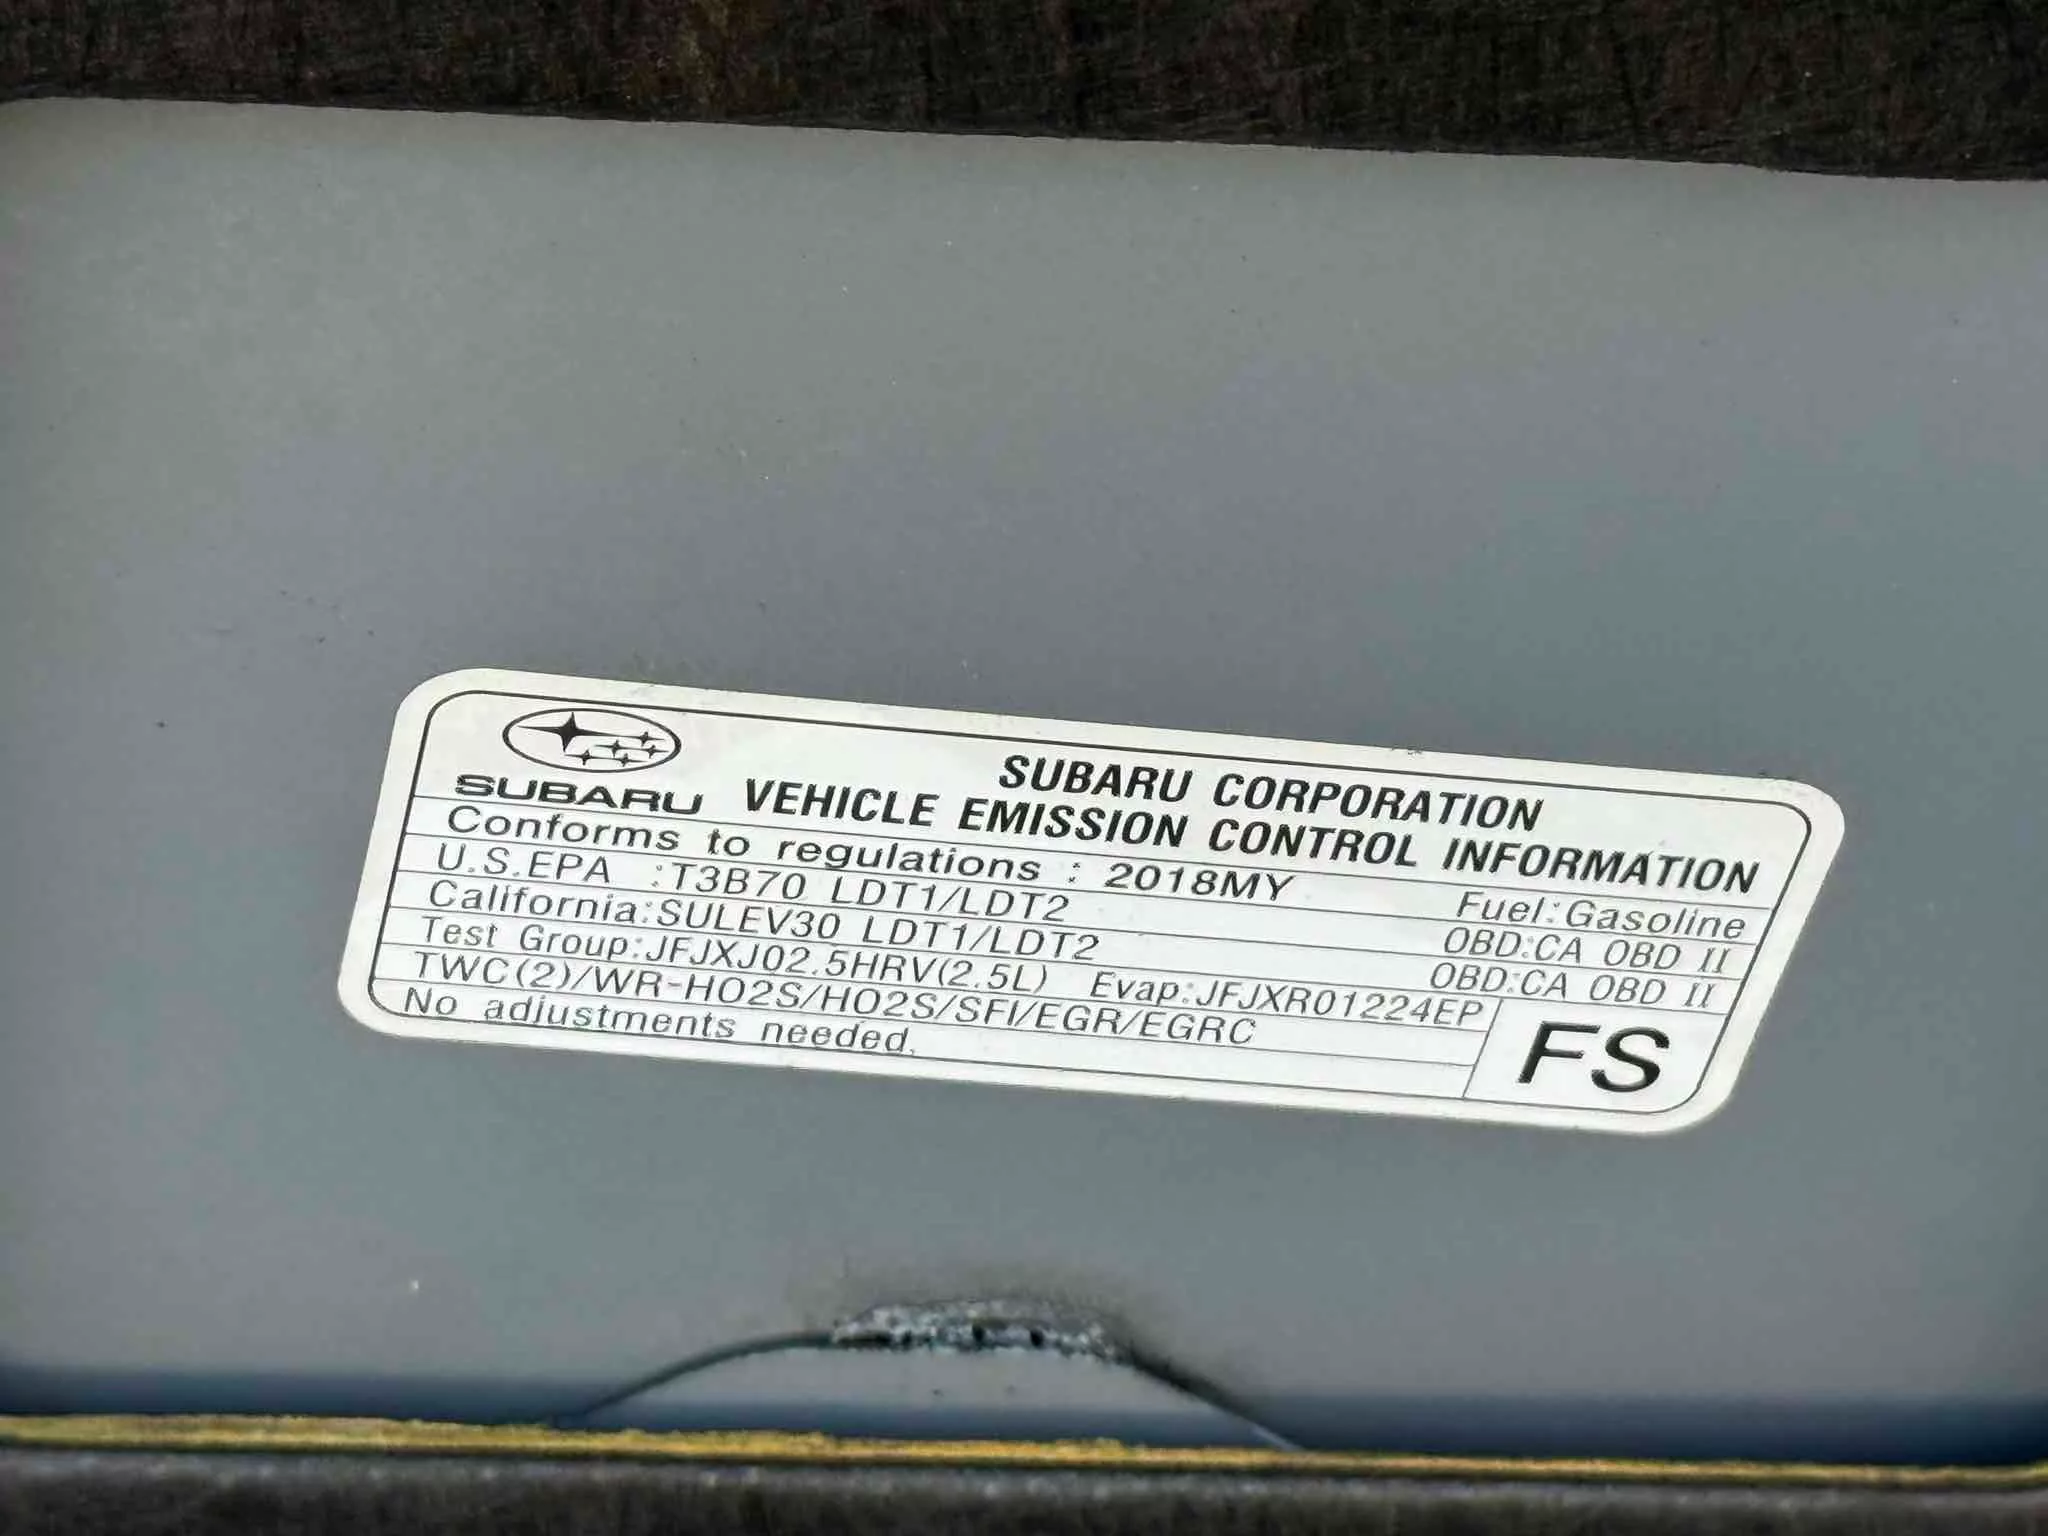 SUBARU CORPORATION
SUBARU VEHICLE EMISSION CONTROL INFORMATION
Conforms to regulations : 2018MY Fuel:Gasoline
U.S.EPA :T3B70 LDT1/LDT2 OBD:CA OBD II
California:SULEV30 LDT1/LDT2 OBD:CA OBD II
Test Group:JFJXJ02.5HRV(2.5L) Evap:JFJXR01224EP
TWC(2)/WR-HO2S/HO2S/SFI/EGR/EGRC
No adjustments needed.
FS